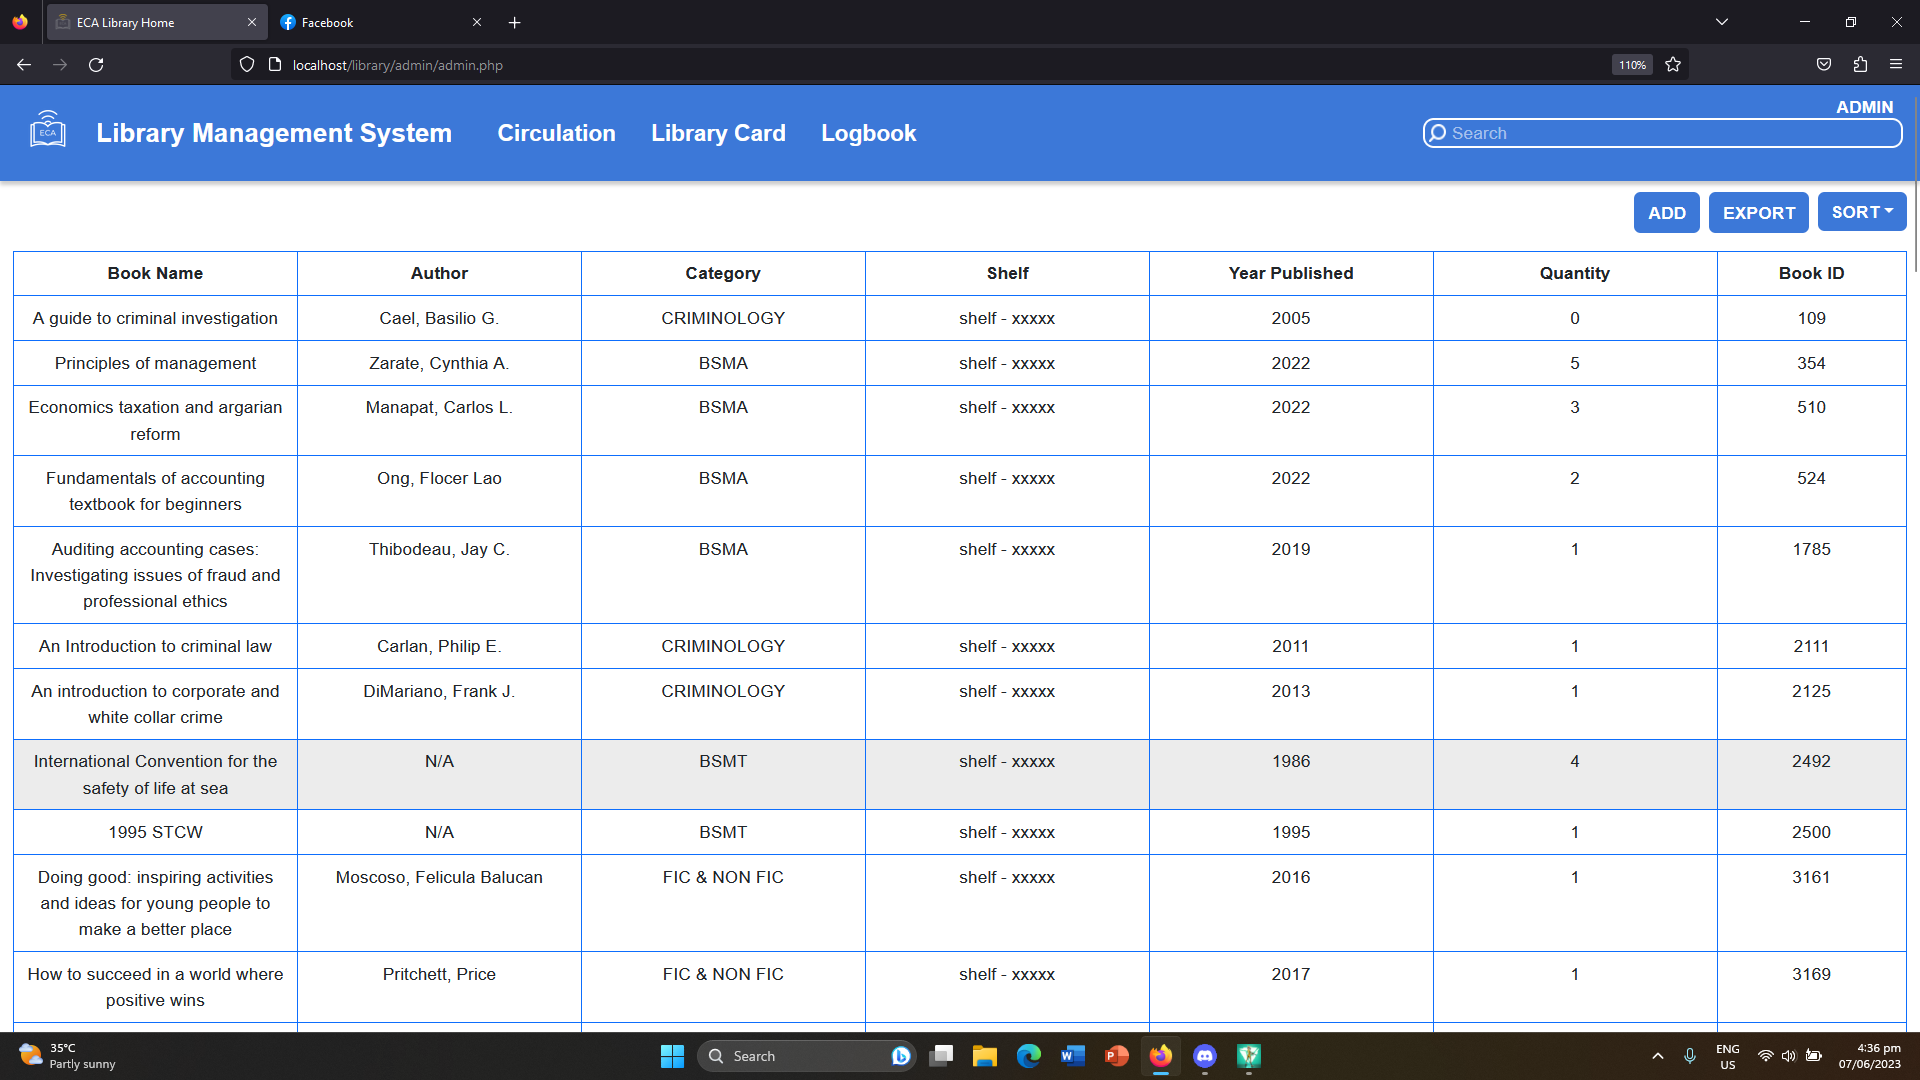 ECA Library Home
Facebook
localhost/library/admin/admin.php
110%
ECA
Library Management System
Circulation
Library Card
Logbook
ADMIN
Search
ADD
EXPORT
SORT
Book Name Author Category Shelf Year Published Quantity Book ID
A guide to criminal investigation Cael, Basilio G. CRIMINOLOGY shelf - xxxxx 2005 0 109
Principles of management Zarate, Cynthia A. BSMA shelf - xxxxx 2022 5 354
Economics taxation and argarian Manapat, Carlos L. BSMA shelf - xxxxx 2022 3 510
reform
Fundamentals of accounting Ong, Flocer Lao BSMA shelf - xxxxx 2022 2 524
textbook for beginners
Auditing accounting cases: Thibodeau, Jay C. BSMA shelf - xxxxx 2019 1 1785
Investigating issues of fraud and
professional ethics
An Introduction to criminal law Carlan, Philip E. CRIMINOLOGY shelf - xxxxx 2011 1 2111
An introduction to corporate and DiMariano, Frank J. CRIMINOLOGY shelf - xxxxx 2013 1 2125
white collar crime
International Convention for the N/A BSMT shelf - xxxxx 1986 4 2492
safety of life at sea
1995 STCW N/A BSMT shelf - xxxxx 1995 1 2500
Doing good: inspiring activities Moscoso, Felicula Balucan FIC & NON FIC shelf - xxxxx 2016 1 3161
and ideas for young people to
make a better place
How to succeed in a world where Pritchett, Price FIC & NON FIC shelf - xxxxx 2017 1 3169
positive wins
35°C
Partly sunny
Search
ENG
US
4:36 pm
07/06/2023